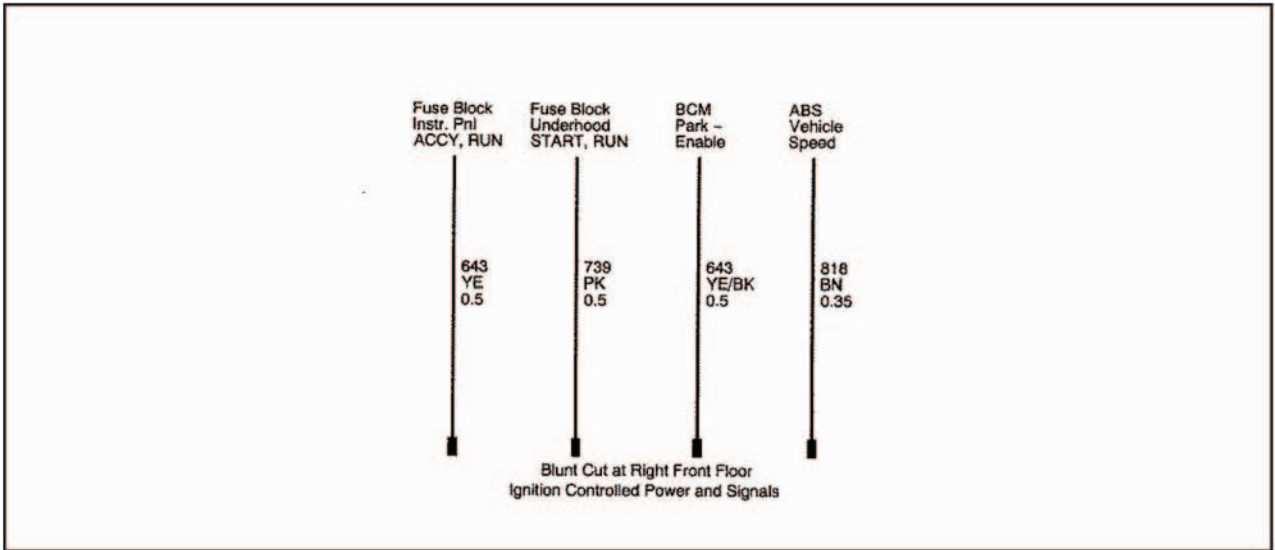 Fuse Block
Instr. Pnl
ACCY, RUN
Fuse Block
Underhood
START, RUN
BCM
Park –
Enable
ABS
Vehicle
Speed
643
YE
0.5
739
PK
0.5
643
YE/BK
0.5
818
BN
0.35
Blunt Cut at Right Front Floor
Ignition Controlled Power and Signals